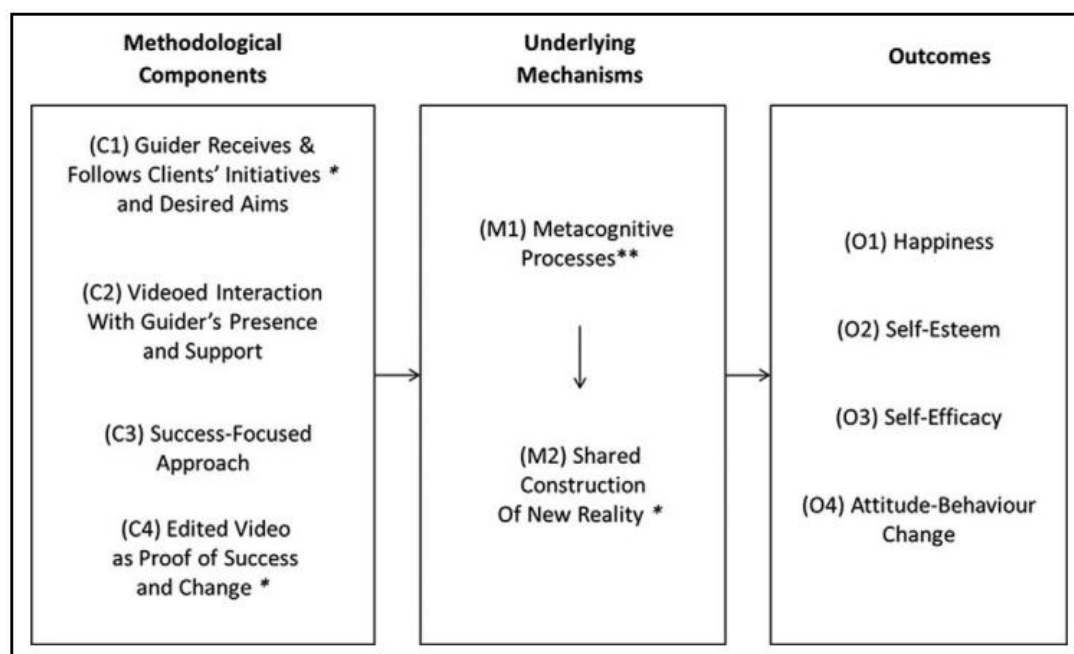 Methodological
Components
(C1) Guider Receives &
Follows Clients' Initiatives *
and Desired Aims
(C2) Videoed Interaction
With Guider's Presence
and Support
(C3) Success-Focused
Approach
(C4) Edited Video
as Proof of Success
and Change *
Underlying
Mechanisms
(M1) Metacognitive
Processes**
(M2) Shared
Construction
Of New Reality *
Outcomes
(O1) Happiness
(O2) Self-Esteem
(O3) Self-Efficacy
(O4) Attitude-Behaviour
Change